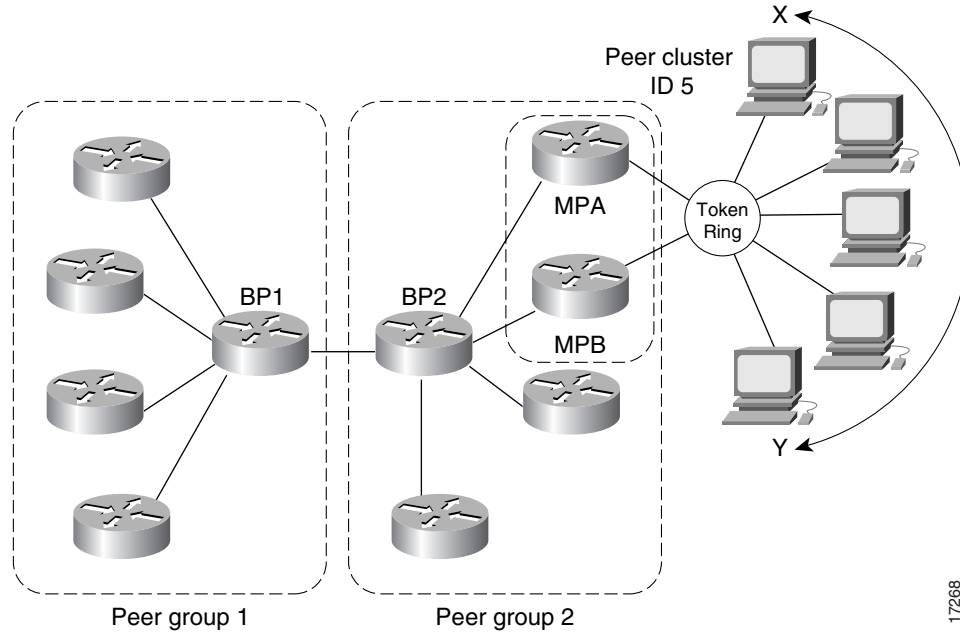 X
Peer cluster
ID 5
MPA
Token
Ring
BP1
BP2
MPB
Y
Peer group 1
Peer group 2
17268